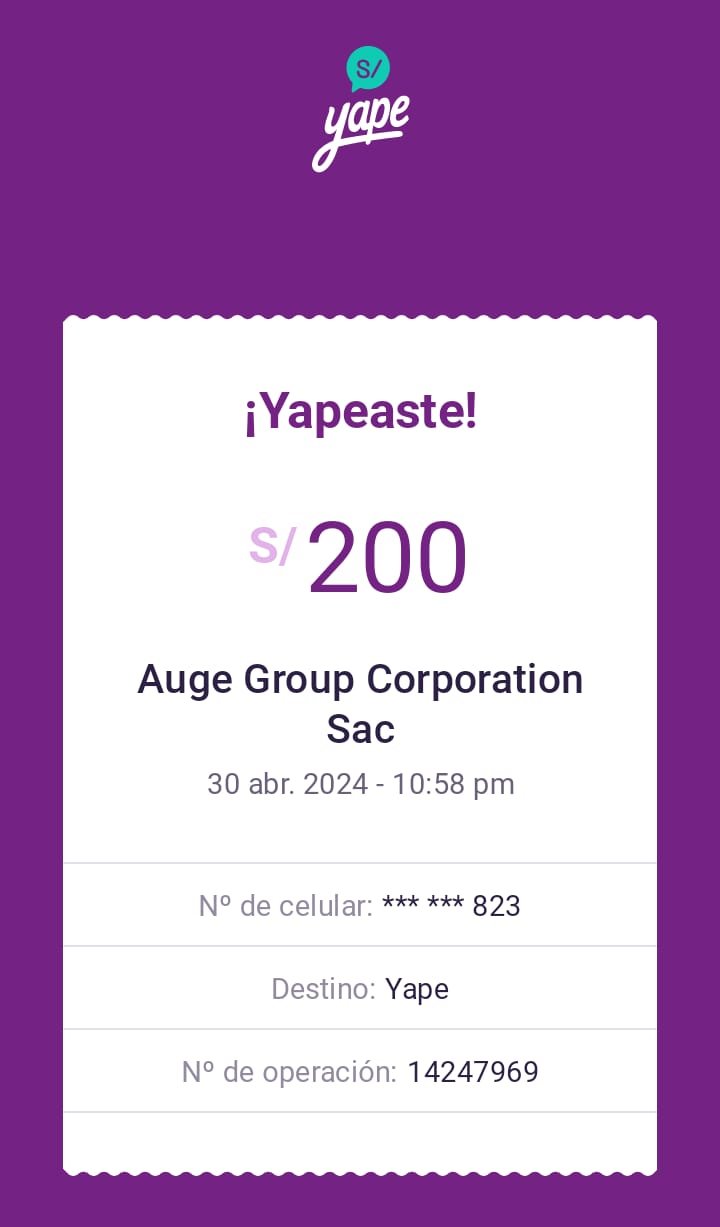 S/
yape
¡Yapeaste!
S/ 200
Auge Group Corporation
Sac
30 abr. 2024 - 10:58 pm
Nº de celular: *** *** 823
Destino: Yape
Nº de operación: 14247969